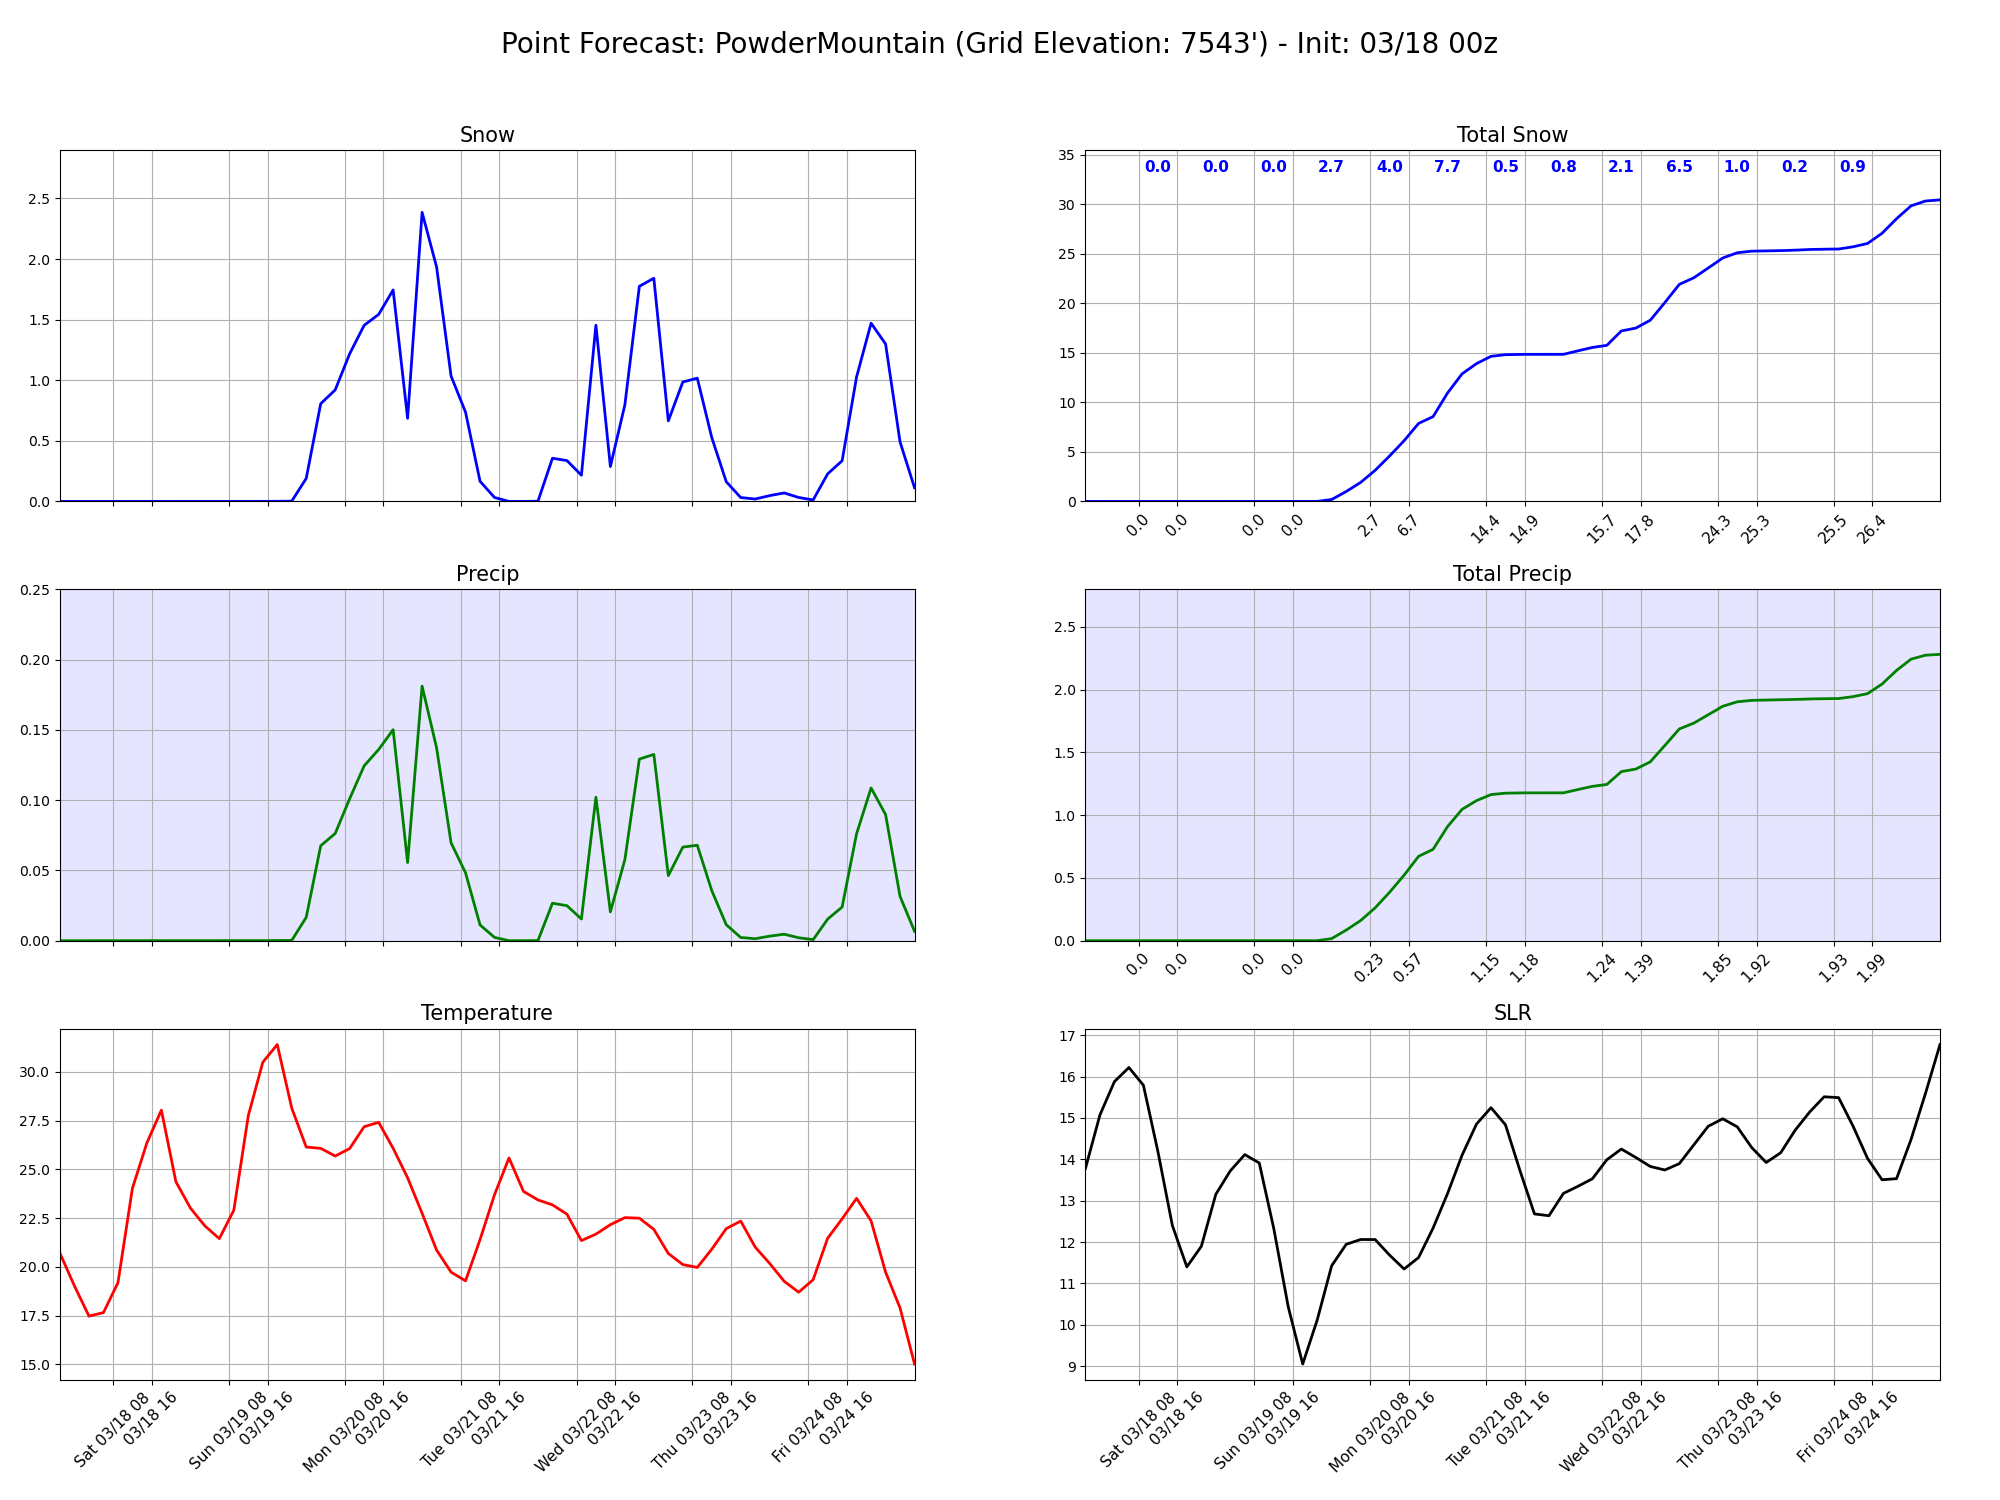 Point Forecast: PowderMountain (Grid Elevation: 7543') - Init: 03/18 00z
Snow
2.5
2.0
1.5
1.0
0.5
0.0
Total Snow
0.0 0.0 0.0 2.7 4.0 7.7 0.5 0.8 2.1 6.5 1.0 0.2 0.9
35
30
25
20
15
10
5
0
0.0 0.0 0.0 0.0 2.7 6.7 14.4 14.9 15.7 17.8 24.3 25.3 25.5 26.4
Precip
0.25
0.20
0.15
0.10
0.05
0.00
Total Precip
2.5
2.0
1.5
1.0
0.5
0.0
0.0 0.0 0.0 0.0 0.23 0.57 1.15 1.18 1.24 1.39 1.85 1.92 1.93 1.99
Temperature
30.0
27.5
25.0
22.5
20.0
17.5
15.0
Sat 03/18 08
03/18 16
Sun 03/19 08
03/19 16
Mon 03/20 08
03/20 16
Tue 03/21 08
03/21 16
Wed 03/22 08
03/22 16
Thu 03/23 08
03/23 16
Fri 03/24 08
03/24 16
SLR
17
16
15
14
13
12
11
10
9
Sat 03/18 08
03/18 16
Sun 03/19 08
03/19 16
Mon 03/20 08
03/20 16
Tue 03/21 08
03/21 16
Wed 03/22 08
03/22 16
Thu 03/23 08
03/23 16
Fri 03/24 08
03/24 16